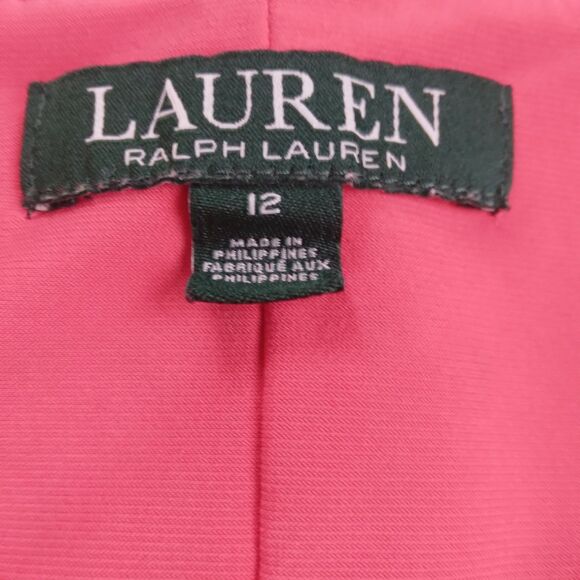 LAUREN
RALPH LAUREN
12
MADE IN
PHILIPPINES
FABRIQUÉ AUX
PHILIPPINES